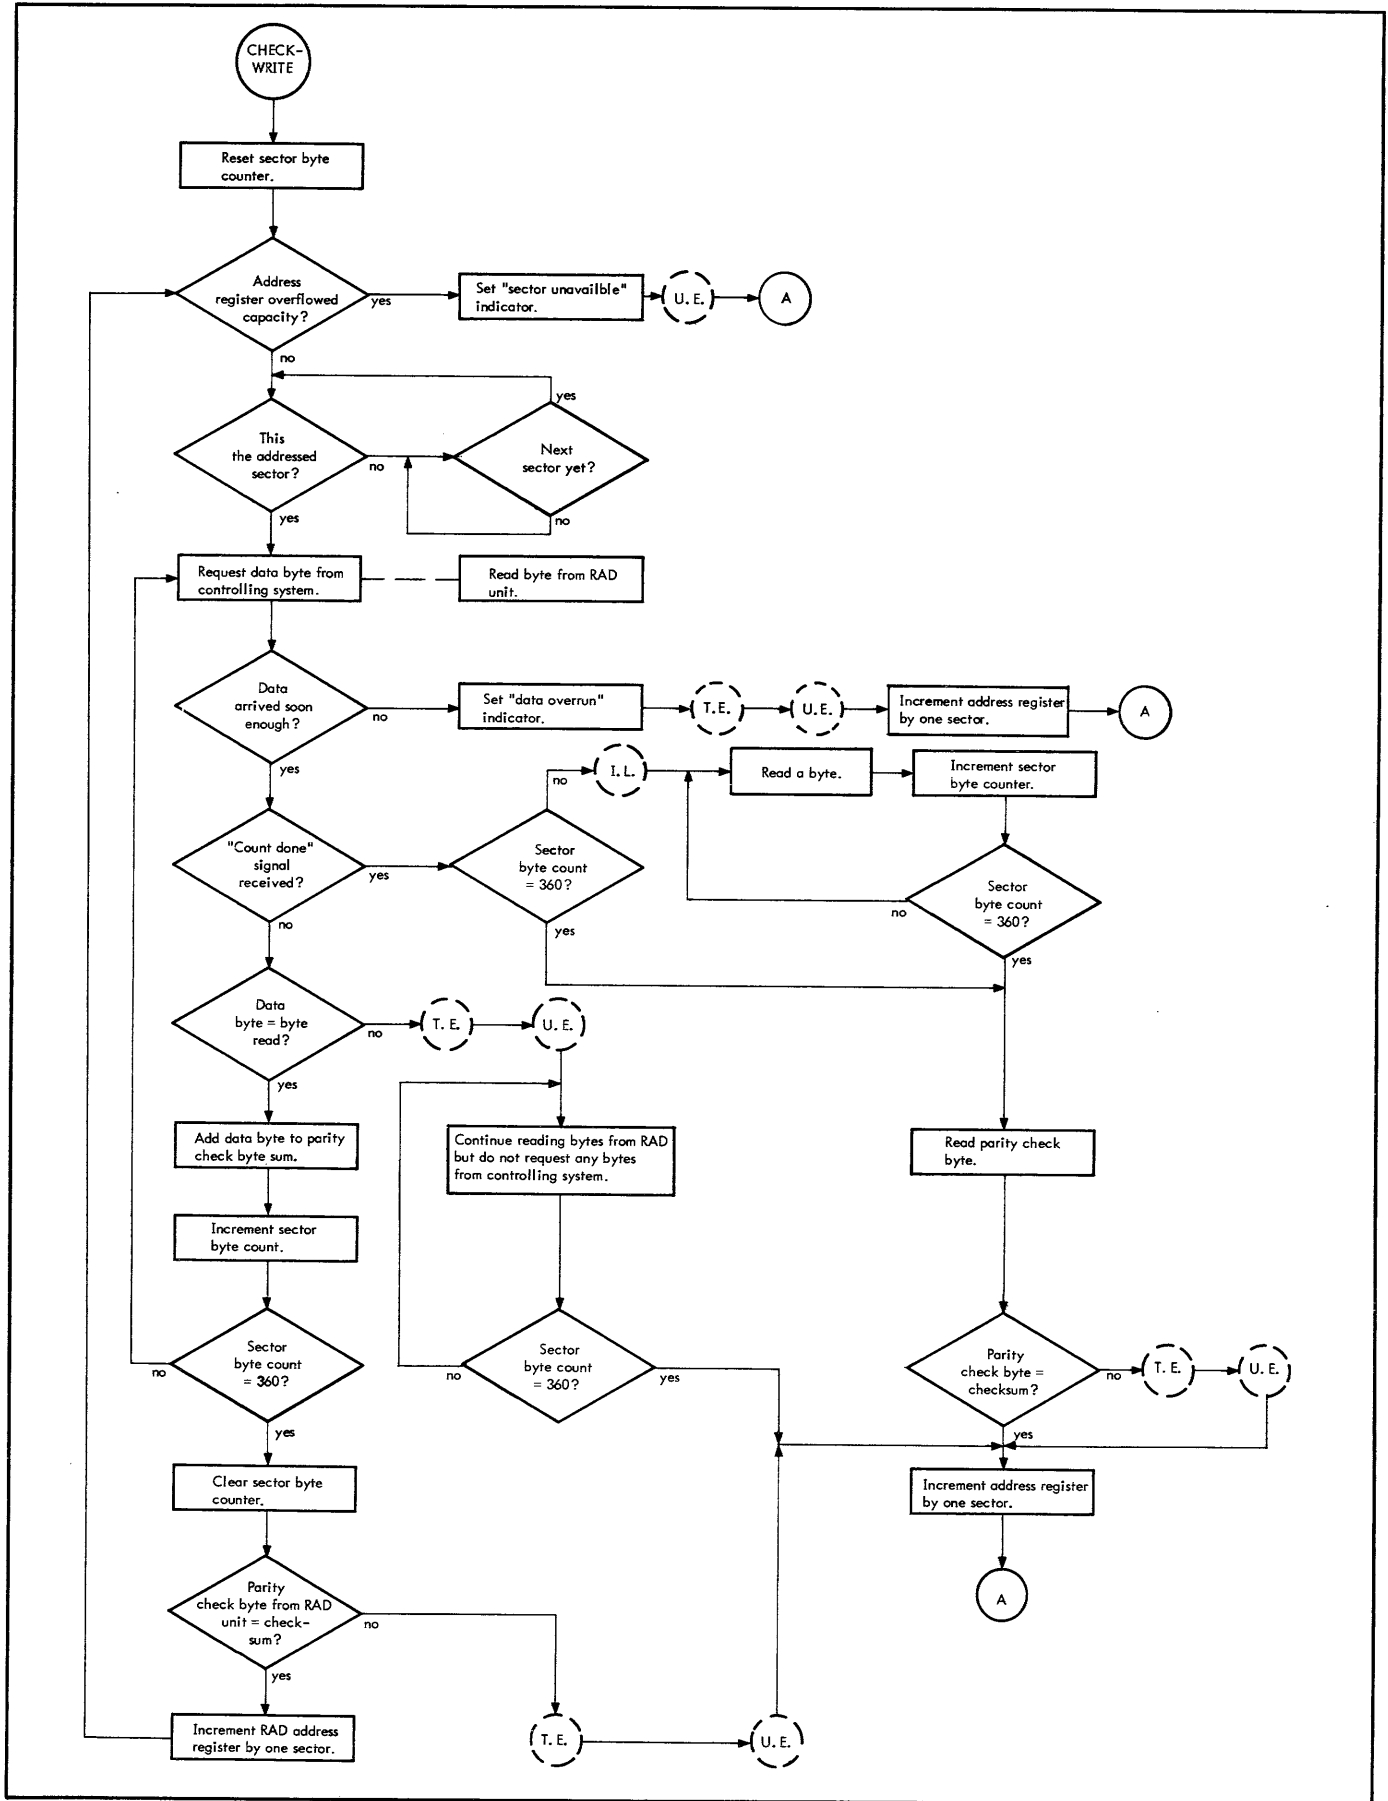 CHECK-
WRITE
Reset sector byte
counter.
Address
register overflowed
capacity?
yes
Set "sector unavailble"
indicator.
U.E.
A
no
This
the addressed
sector?
no
yes
Next
sector yet?
no
yes
Request data byte from
controlling system.
Read byte from RAD
unit.
Data
arrived soon
enough?
no
Set "data overrun"
indicator.
T.E.
U.E.
Increment address register
by one sector.
A
yes
"Count done"
signal
received?
yes
Sector
byte count
= 360?
no
I.L.
Read a byte.
Increment sector
byte counter.
Sector
byte count
= 360?
no
yes
yes
no
Data
byte = byte
read?
no
T.E.
U.E.
yes
Add data byte to parity
check byte sum.
Continue reading bytes from RAD
but do not request any bytes
from controlling system.
Read parity check
byte.
Increment sector
byte count.
Sector
byte count
= 360?
no
yes
Sector
byte count
= 360?
no
yes
Parity
check byte =
checksum?
no
T.E.
U.E.
yes
Clear sector byte
counter.
Increment address register
by one sector.
A
Parity
check byte from RAD
unit = check-
sum?
no
yes
Increment RAD address
register by one sector.
T.E.
U.E.